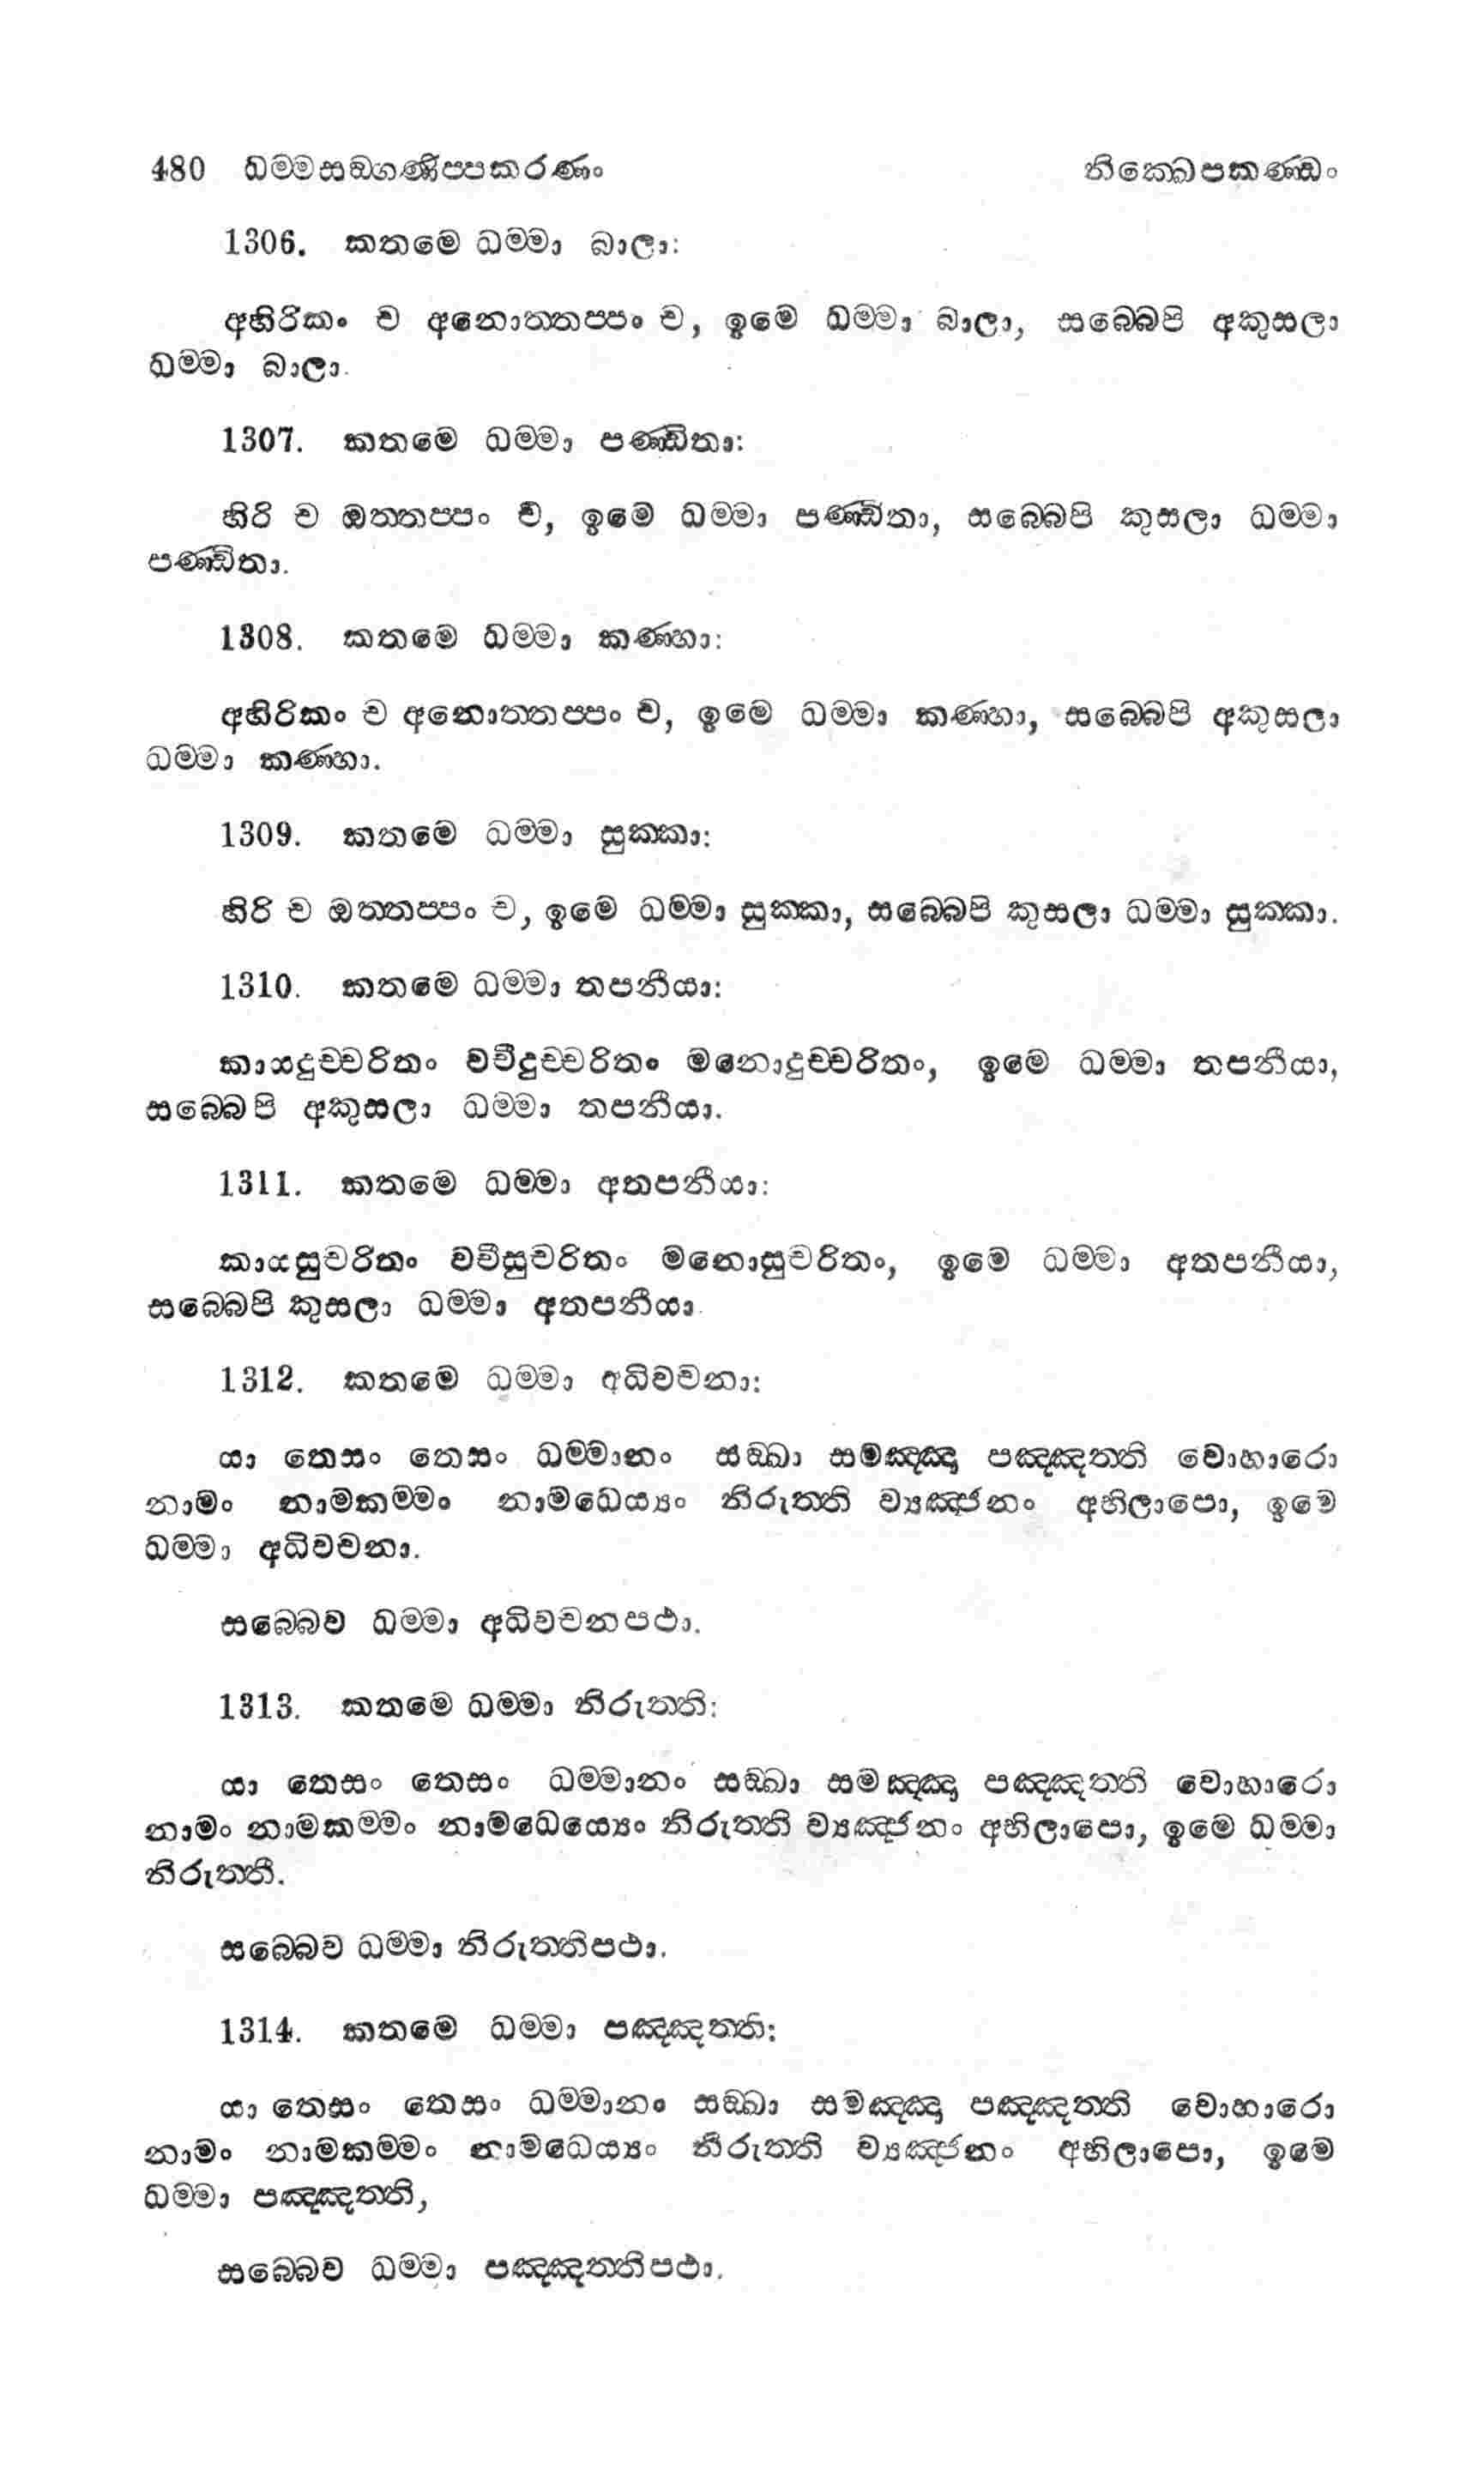 480 ධම්මසඞ්ගණිප්පකරණං නික්ඛෙපකණ්ඩං
1306. කතමෙ ධම්මා බාලා:
අහිරිකං ච අනොත්තප්පං ච, ඉමෙ ධම්මා බාලා, සබ්බෙපි අකුසලා
ධම්මා බාලා.
1307. කතමෙ ධම්මා පණ්ඩිතා:
හිරි ච ඔත්තප්පං ච, ඉමෙ ධම්මා පණ්ඩිතා, සබ්බෙපි කුසලා ධම්මා
පණ්ඩිතා.
1308. කතමෙ ධම්මා කණ්හා:
අහිරිකං ච අනොත්තප්පං ච, ඉමෙ ධම්මා කණ්හා, සබ්බෙපි අකුසලා
ධම්මා කණ්හා.
1309. කතමෙ ධම්මා සුක්කා:
හිරි ච ඔත්තප්පං ච, ඉමෙ ධම්මා සුක්කා, සබ්බෙපි කුසලා ධම්මා සුක්කා.
1310. කතමෙ ධම්මා තපනීයා:
කායදුච්චරිතං වචීදුච්චරිතං මනොදුච්චරිතං, ඉමෙ ධම්මා තපනීයා,
සබ්බෙපි අකුසලා ධම්මා තපනීයා.
1311. කතමෙ ධම්මා අතපනීයා:
කායසුචරිතං වචීසුචරිතං මනොසුචරිතං, ඉමෙ ධම්මා අතපනීයා,
සබ්බෙපි කුසලා ධම්මා අතපනීයා.
1312. කතමෙ ධම්මා අධිවචනා:
යා තෙසං තෙසං ධම්මානං සඞ්ඛා සමඤ්ඤා පඤ්ඤත්ති වොහාරො
නාමං නාමකම්මං නාමධෙය්‍යං නිරුත්ති ව්‍යඤ්ජනං අභිලාපො, ඉමෙ
ධම්මා අධිවචනා.
සබ්බෙව ධම්මා අධිවචනපථා.
1313. කතමෙ ධම්මා නිරුත්ති:
යා තෙසං තෙසං ධම්මානං සඞ්ඛා සමඤ්ඤා පඤ්ඤත්ති වොහාරො
නාමං නාමකම්මං නාමධෙය්‍යෙං නිරුත්ති ව්‍යඤ්ජනං අභිලාපො, ඉමෙ ධම්මා
නිරුත්තී.
සබ්බෙව ධම්මා නිරුත්තිපථා.
1314. කතමෙ ධම්මා පඤ්ඤත්ති:
යා තෙසං තෙසං ධම්මානං සඞ්ඛා සමඤ්ඤා පඤ්ඤත්ති වොහාරො
නාමං නාමකම්මං නාමධෙය්‍යං නිරුත්ති ව්‍යඤ්ජනං අභිලාපො, ඉමෙ
ධම්මා පඤ්ඤත්ති,
සබ්බෙව ධම්මා පඤ්ඤත්තිපථා.